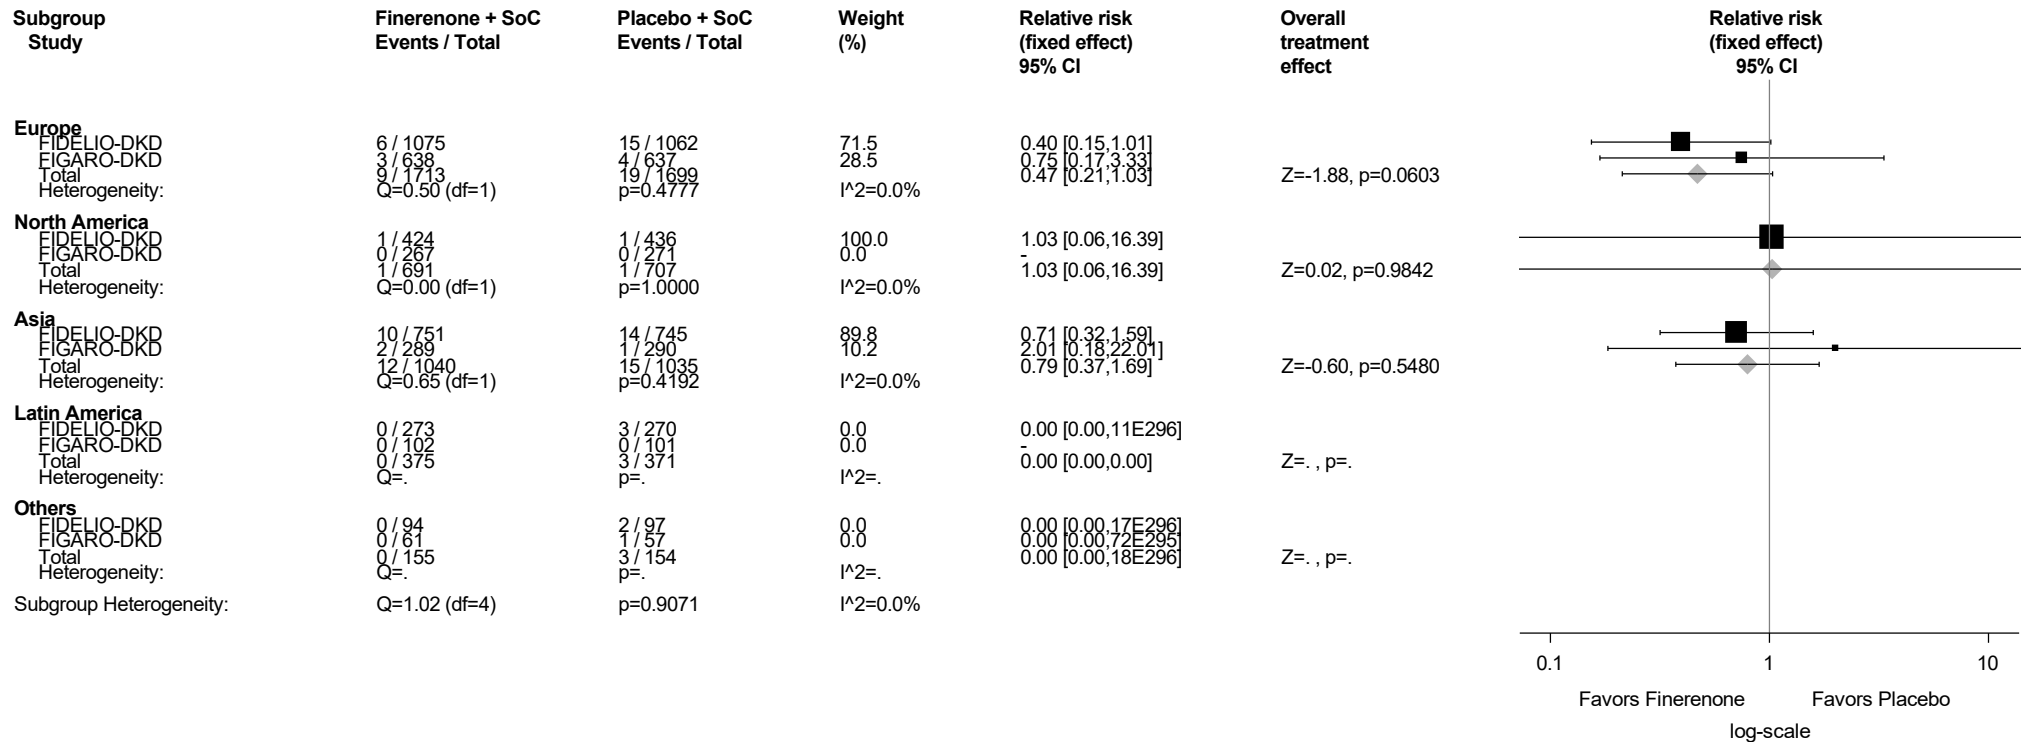 Subgroup Finerenone + SoC Placebo + SoC Weight Relative risk Overall Relative risk
Study Events / Total Events / Total (%) (fixed effect) treatment (fixed effect)
95% CI effect 95% CI
Europe
FIDELIO-DKD 6 / 1075 15 / 1062 71.5 0.40 [0.15,1.01]
FIGARO-DKD 3 / 638 4 / 637 28.5 0.75 [0.17,3.33]
Total 9 / 1713 19 / 1699 0.47 [0.21,1.03] Z=-1.88, p=0.0603
Heterogeneity: Q=0.50 (df=1) p=0.4777 I^2=0.0%
North America
FIDELIO-DKD 1 / 424 1 / 436 100.0 1.03 [0.06,16.39]
FIGARO-DKD 0 / 267 0 / 271 0.0 -
Total 1 / 691 1 / 707 1.03 [0.06,16.39] Z=0.02, p=0.9842
Heterogeneity: Q=0.00 (df=1) p=1.0000 I^2=0.0%
Asia
FIDELIO-DKD 10 / 751 14 / 745 89.8 0.71 [0.32,1.59]
FIGARO-DKD 2 / 289 1 / 290 10.2 2.01 [0.18,22.01]
Total 12 / 1040 15 / 1035 0.79 [0.37,1.69] Z=-0.60, p=0.5480
Heterogeneity: Q=0.65 (df=1) p=0.4192 I^2=0.0%
Latin America
FIDELIO-DKD 0 / 273 3 / 270 0.0 0.00 [0.00,11E296]
FIGARO-DKD 0 / 102 0 / 101 0.0 -
Total 0 / 375 3 / 371 0.00 [0.00,0.00] Z=. , p=.
Heterogeneity: Q=. p=. I^2=.
Others
FIDELIO-DKD 0 / 94 2 / 97 0.0 0.00 [0.00,17E296]
FIGARO-DKD 0 / 61 1 / 57 0.0 0.00 [0.00,72E295]
Total 0 / 155 3 / 154 0.00 [0.00,18E296] Z=. , p=.
Heterogeneity: Q=. p=. I^2=.
Subgroup Heterogeneity: Q=1.02 (df=4) p=0.9071 I^2=0.0%
0.1 1 10
Favors Finerenone Favors Placebo
log-scale